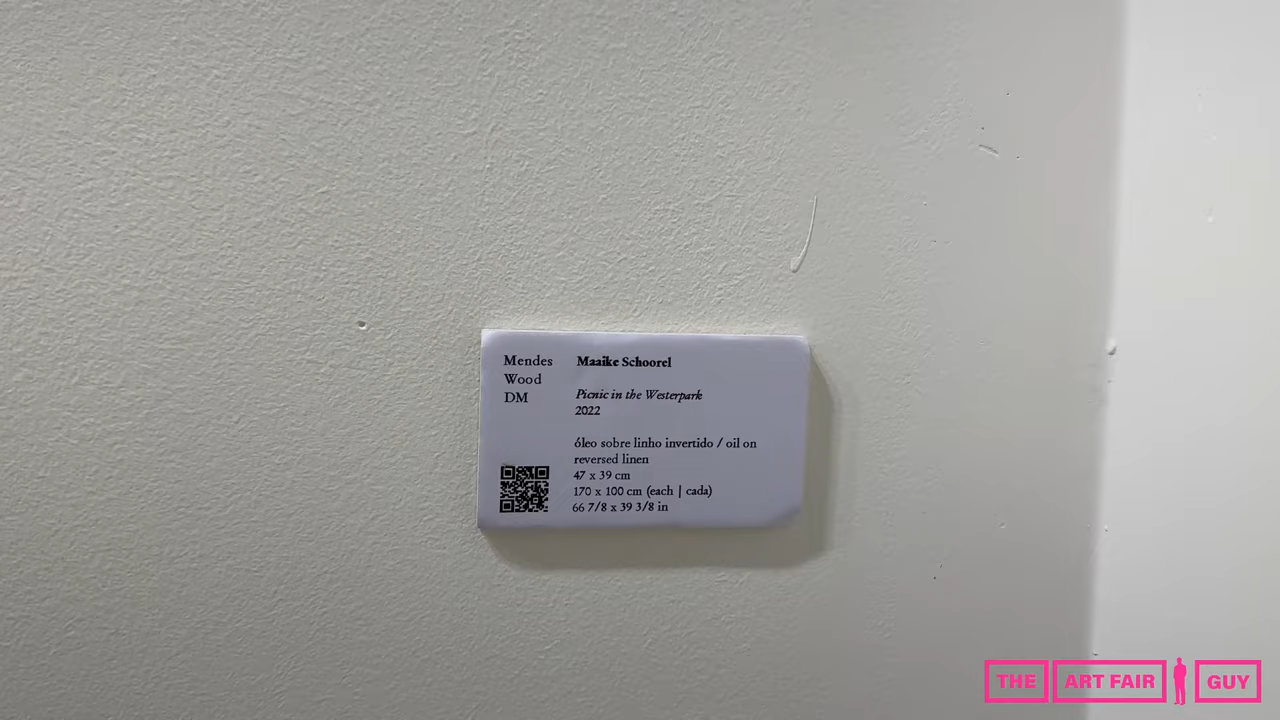 Mendes
Wood
DM
Maaike Schoorel
Picnic in the Westerpark
2022
óleo sobre linho invertido / oil on
reversed linen
47 x 39 cm
170 x 100 cm (each | cada)
66 7/8 x 39 3/8 in
THE ART FAIR GUY